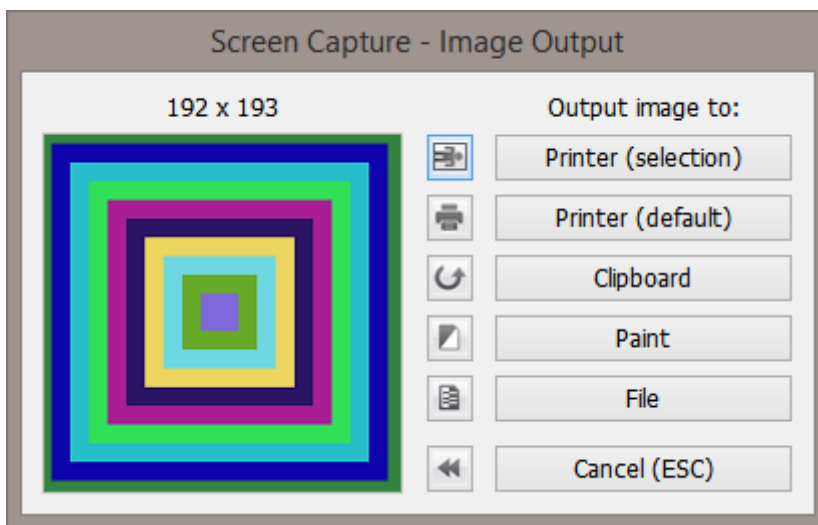 Screen Capture - Image Output
192 x 193
Output image to:
Printer (selection)
Printer (default)
Clipboard
Paint
File
Cancel (ESC)